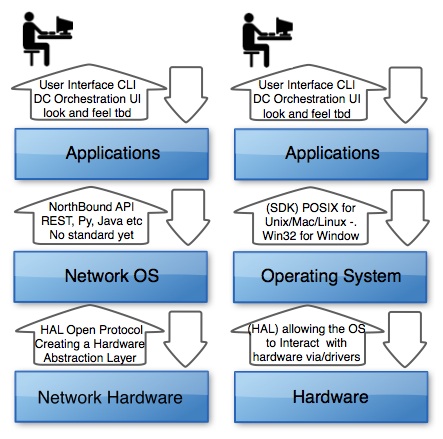 User Interface CLI
DC Orchestration UI
look and feel tbd
Applications
NorthBound API
REST, Py, Java etc
No standard yet
Network OS
HAL Open Protocol
Creating a Hardware
Abstraction Layer
Network Hardware
User Interface CLI
DC Orchestration UI
look and feel tbd
Applications
(SDK) POSIX for
Unix/Mac/Linux -.
Win32 for Window
Operating System
(HAL) allowing the OS
to Interact with
hardware via/drivers
Hardware